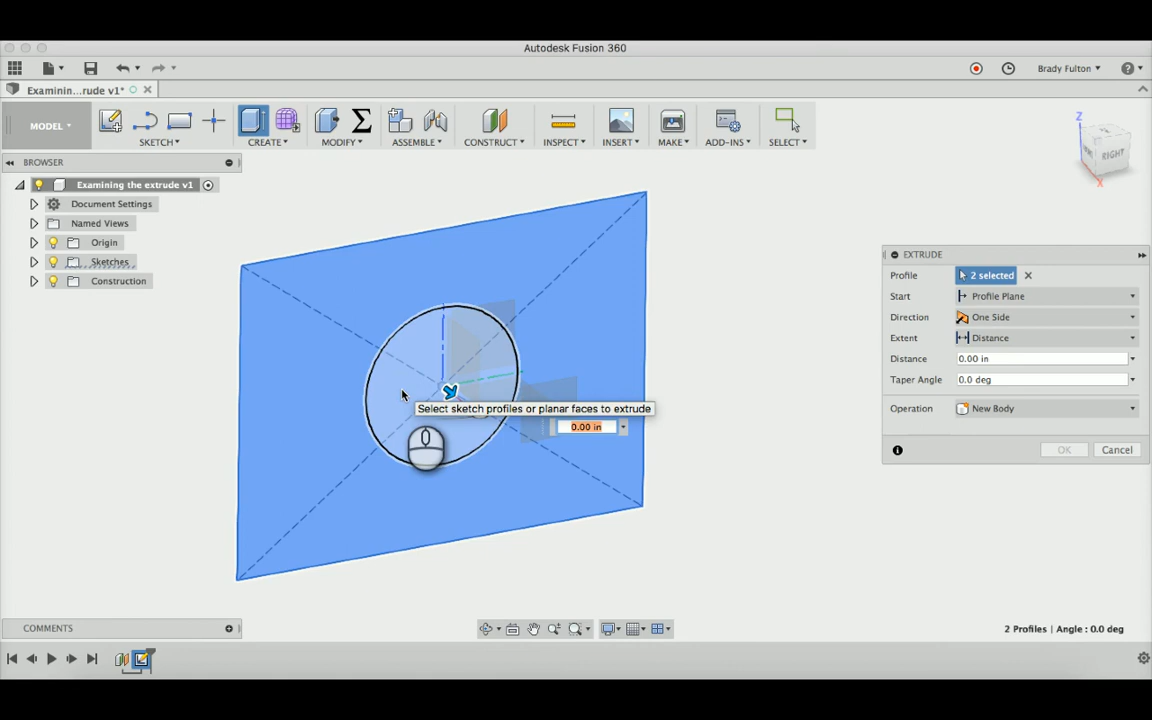 Autodesk Fusion 360
Brady Fulton
Examinin...rude v1*
MODEL
SKETCH
CREATE
MODIFY
ASSEMBLE
CONSTRUCT
INSPECT
INSERT
MAKE
ADD-INS
SELECT
Z
RIGHT
X
BROWSER
Examining the extrude v1
Document Settings
Named Views
Origin
Sketches
Construction
EXTRUDE
Profile 2 selected
Start Profile Plane
Direction One Side
Extent Distance
Distance 0.00 in
Taper Angle 0.0 deg
Operation New Body
OK Cancel
Select sketch profiles or planar faces to extrude
0.00 in
COMMENTS
2 Profiles | Angle : 0.0 deg